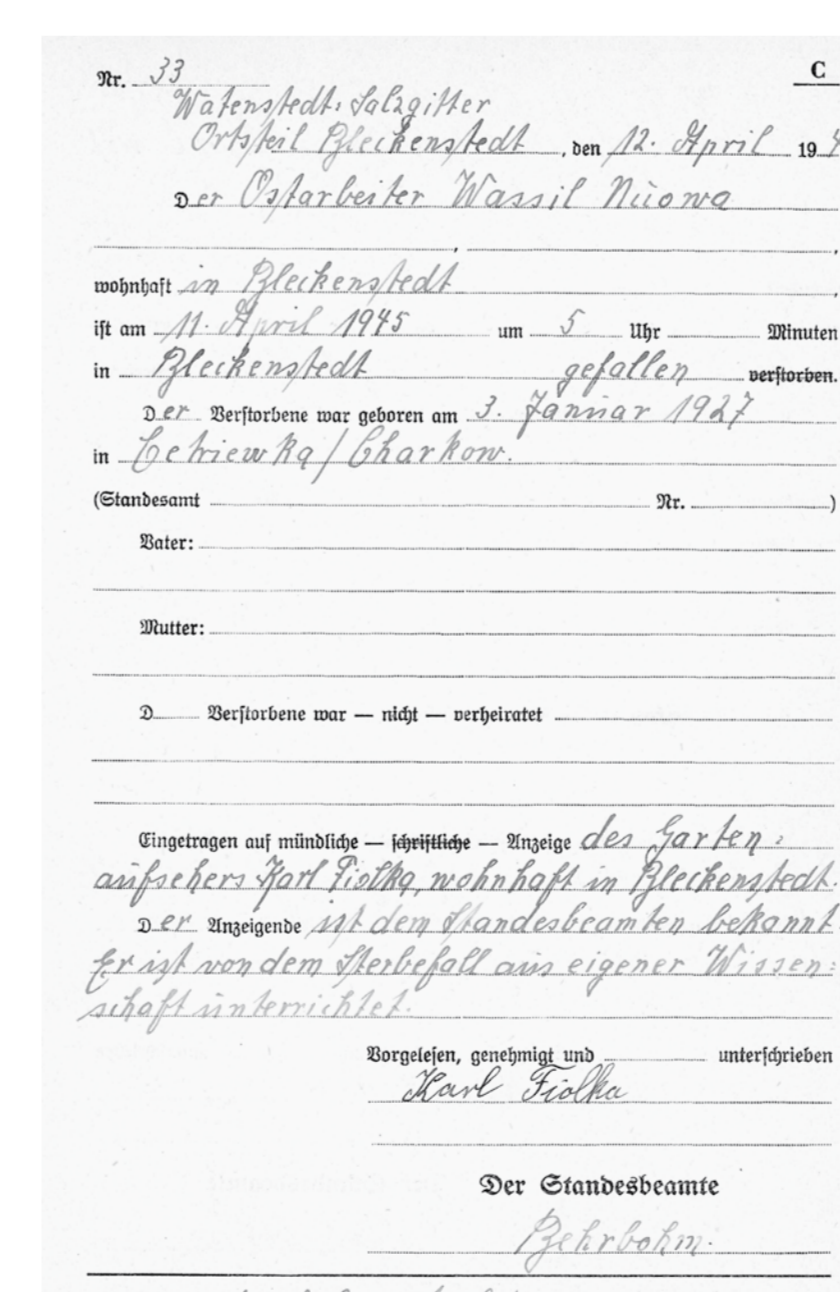 Nr. 33
C
Watenstedt-Salzgitter
Ortsteil Bleckenstedt, den 12. April 194
Der Ostarbeiter Wassil Nuowa
wohnhaft in Bleckenstedt
ist am 11. April 1945 um 5 Uhr Minuten
in Bleckenstedt gefallen verstorben.
Der Verstorbene war geboren am 3. Januar 1927
in Charkow.
(Standesamt Nr. )
Vater:
Mutter:
D Verstorbene war — nicht — verheiratet
Eingetragen auf mündliche — schriftliche — Anzeige des Garten-
aufsehers Karl Fiolka, wohnhaft in Bleckenstedt.
Der Anzeigende ist dem Standesbeamten bekannt.
Er ist von dem Sterbefall aus eigener Wissen-
schaft unterrichtet.
Vorgelesen, genehmigt und unterschrieben
Karl Fiolka
Der Standesbeamte
Behrbohm.